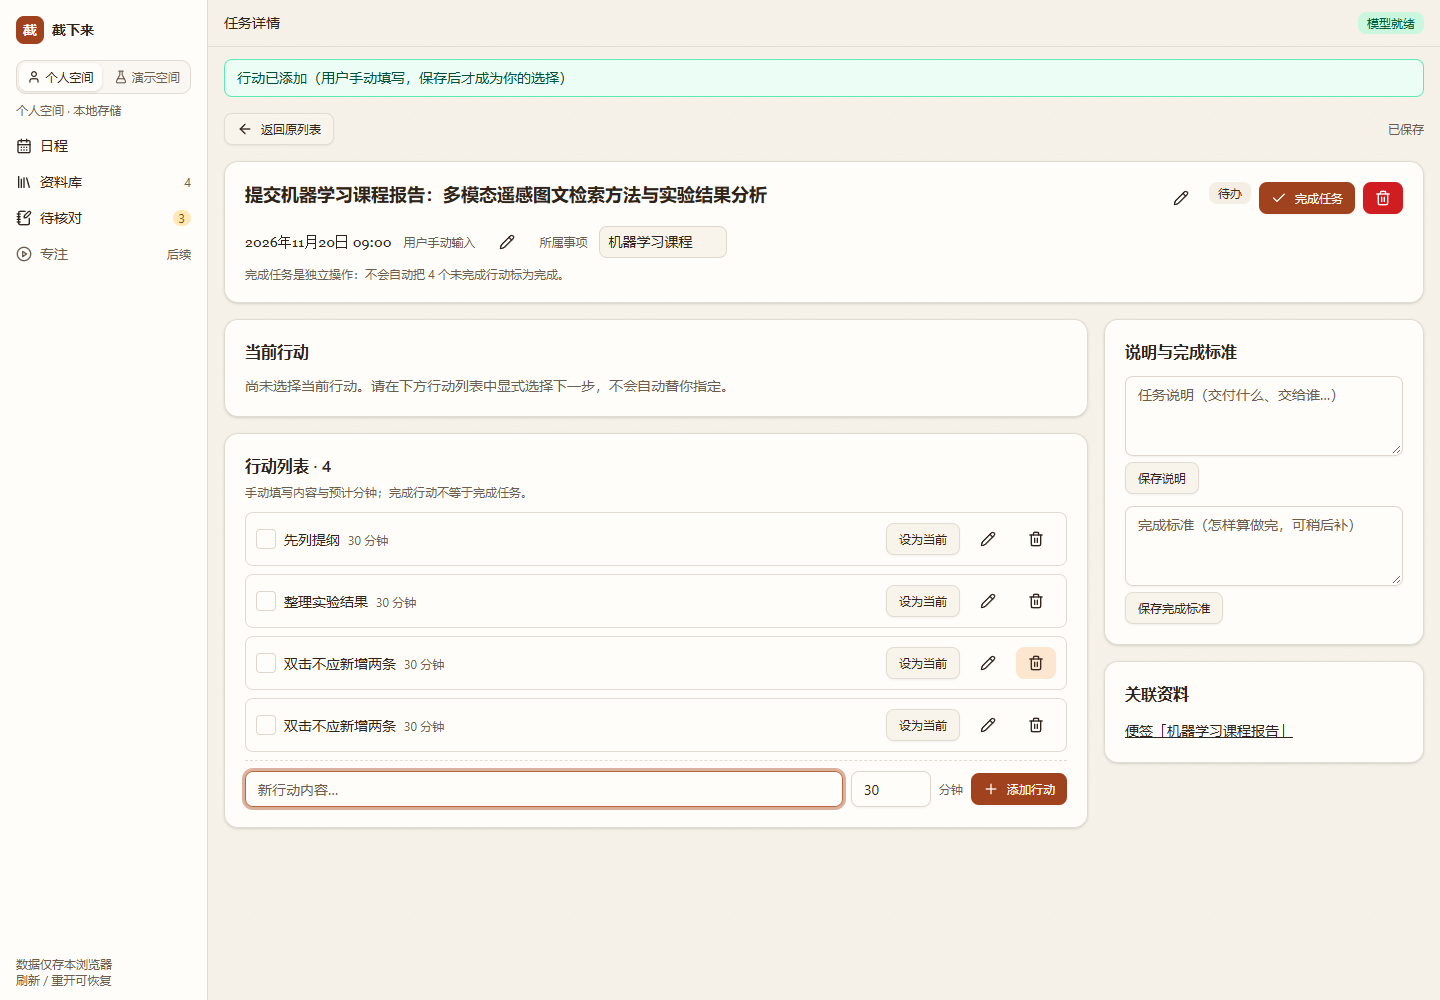 截 截下来
个人空间 演示空间
个人空间 · 本地存储
日程
资料库 4
待核对 3
专注 后续
数据仅存本浏览器
刷新 / 重开可恢复
任务详情 模型就绪
行动已添加（用户手动填写，保存后才成为你的选择）
返回原列表 已保存
提交机器学习课程报告：多模态遥感图文检索方法与实验结果分析 待办 完成任务
2026年11月20日 09:00 用户手动输入 所属事项 机器学习课程
完成任务是独立操作：不会自动把 4 个未完成行动标为完成。
当前行动
尚未选择当前行动。请在下方行动列表中显式选择下一步，不会自动替你指定。
行动列表 · 4
手动填写内容与预计分钟；完成行动不等于完成任务。
先列提纲 30 分钟 设为当前
整理实验结果 30 分钟 设为当前
双击不应新增两条 30 分钟 设为当前
双击不应新增两条 30 分钟 设为当前
新行动内容... 30 分钟 添加行动
说明与完成标准
任务说明（交付什么、交给谁...）
保存说明
完成标准（怎样算做完，可稍后补）
保存完成标准
关联资料
便签「机器学习课程报告」